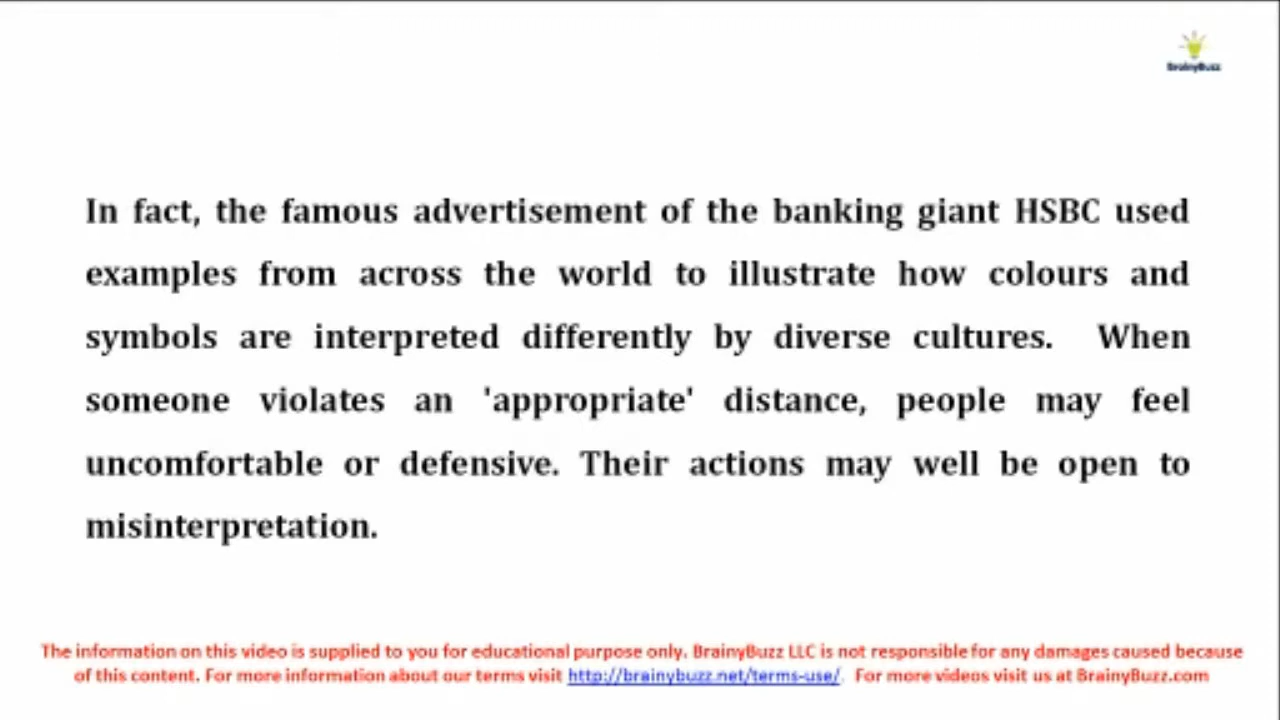 BrainyBuzz
In fact, the famous advertisement of the banking giant HSBC used
examples from across the world to illustrate how colours and
symbols are interpreted differently by diverse cultures. When
someone violates an 'appropriate' distance, people may feel
uncomfortable or defensive. Their actions may well be open to
misinterpretation.
The information on this video is supplied to you for educational purpose only. BrainyBuzz LLC is not responsible for any damages caused because
of this content. For more information about our terms visit http://brainybuzz.net/terms-use/. For more videos visit us at BrainyBuzz.com